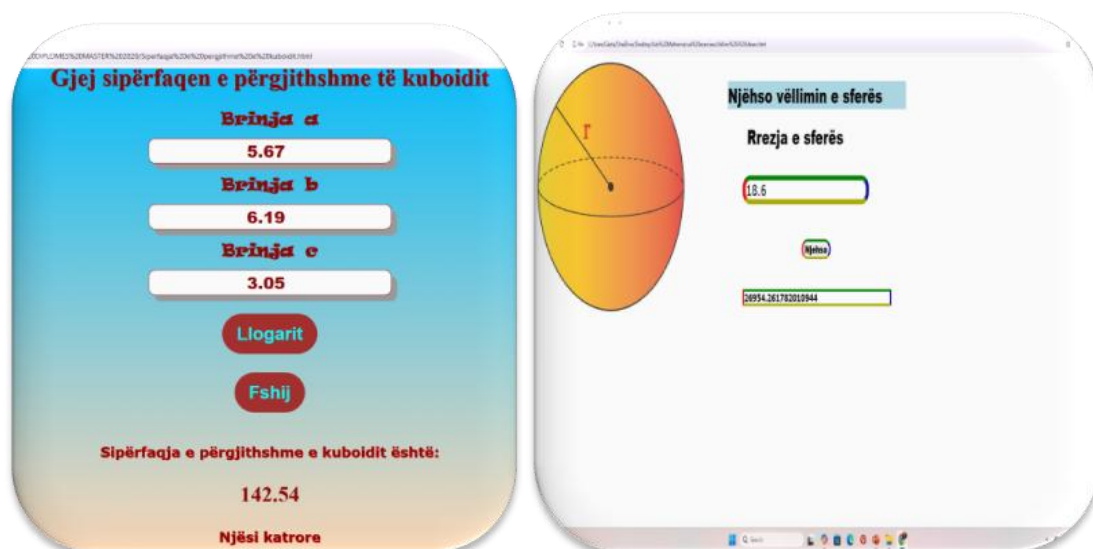 Gjej sipërfaqen e përgjithshme të kuboidit
Brinja a
5.67
Brinja b
6.19
Brinja c
3.05
Llogarit
Fshij
Sipërfaqja e përgjithshme e kuboidit është:
142.54
Njësi katrore
Njëhso vëllimin e sferës
Rrezja e sferës
r
18.6
Njehso
26954.261782010944